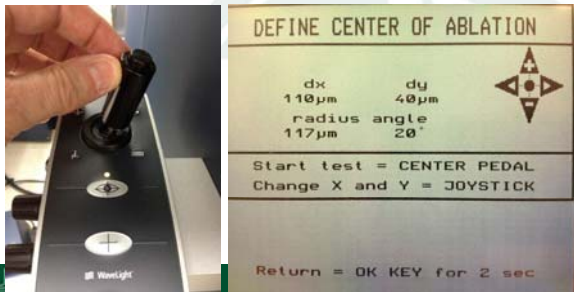 WaveLight
DEFINE CENTER OF ABLATION
dx dy
110µm 40µm
radius angle
117µm 20°
Start test = CENTER PEDAL
Change X and Y = JOYSTICK
Return = OK KEY for 2 sec